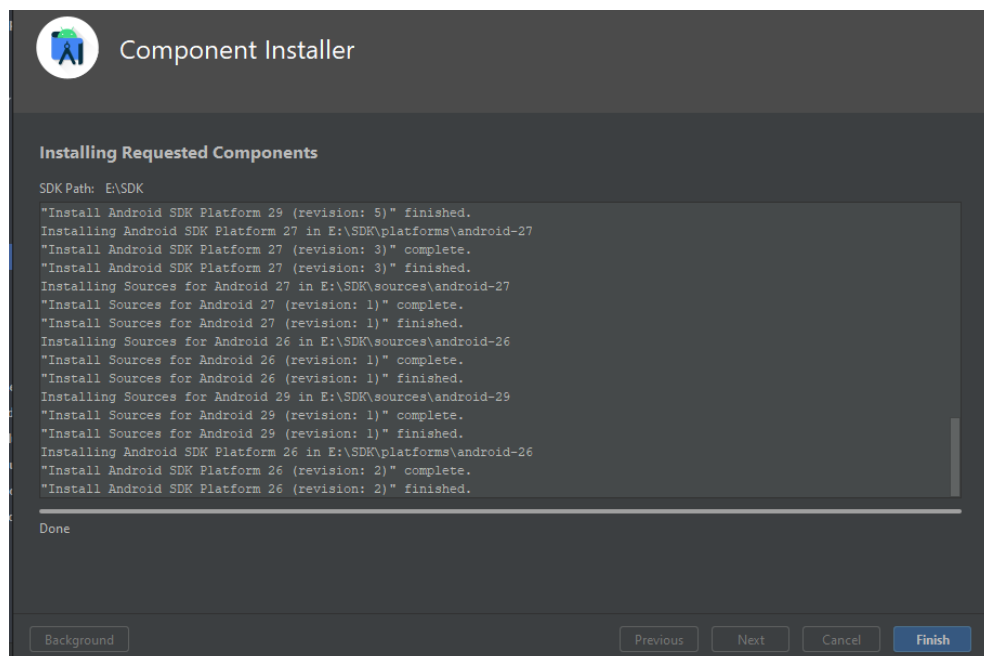 Component Installer
Installing Requested Components
SDK Path: E:\SDK
"Install Android SDK Platform 29 (revision: 5)" finished.
Installing Android SDK Platform 27 in E:\SDK\platforms\android-27
"Install Android SDK Platform 27 (revision: 3)" complete.
"Install Android SDK Platform 27 (revision: 3)" finished.
Installing Sources for Android 27 in E:\SDK\sources\android-27
"Install Sources for Android 27 (revision: 1)" complete.
"Install Sources for Android 27 (revision: 1)" finished.
Installing Sources for Android 26 in E:\SDK\sources\android-26
"Install Sources for Android 26 (revision: 1)" complete.
"Install Sources for Android 26 (revision: 1)" finished.
Installing Sources for Android 29 in E:\SDK\sources\android-29
"Install Sources for Android 29 (revision: 1)" complete.
"Install Sources for Android 29 (revision: 1)" finished.
Installing Android SDK Platform 26 in E:\SDK\platforms\android-26
"Install Android SDK Platform 26 (revision: 2)" complete.
"Install Android SDK Platform 26 (revision: 2)" finished.
Done
Background Previous Next Cancel Finish